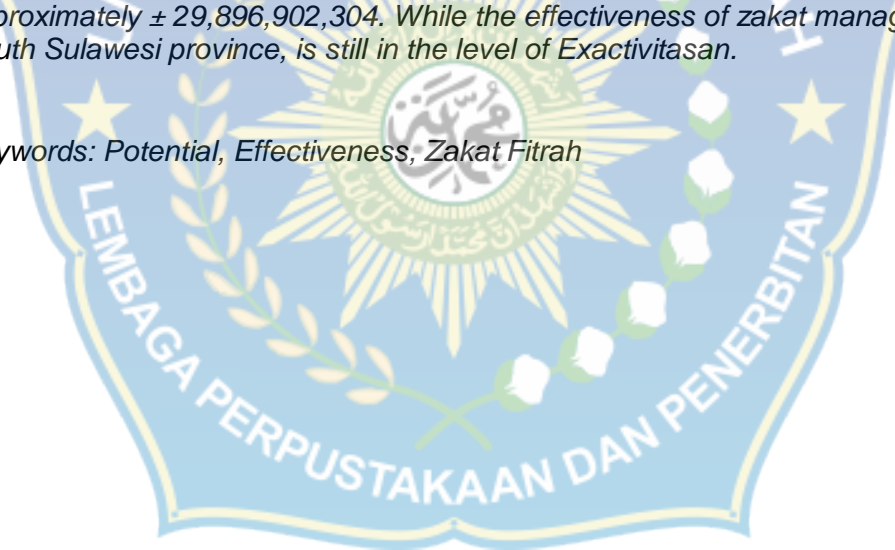 proximately ± 29,896,902,304. While the effectiveness of zakat manag
uth Sulawesi province, is still in the level of Exactivitasan.
ywords: Potential, Effectiveness, Zakat Fitrah
LEMBAGA PERPUSTAKAAN DAN PENERBITAN